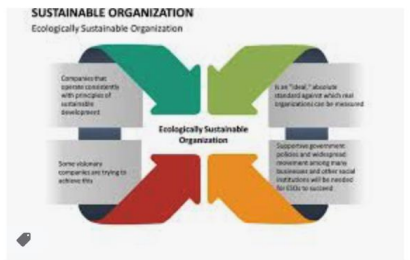 SUSTAINABLE ORGANIZATION
Ecologically Sustainable Organization
Companies that
operate consistently
with principles of
sustainable
development
Is an "ideal," absolute
standard against which real
organizations can be measured
Ecologically Sustainable
Organization
Some visionary
companies are trying to
achieve this
Supportive government
policies and widespread
movement among many
businesses and other social
institutions will be needed
for ESOs to succeed